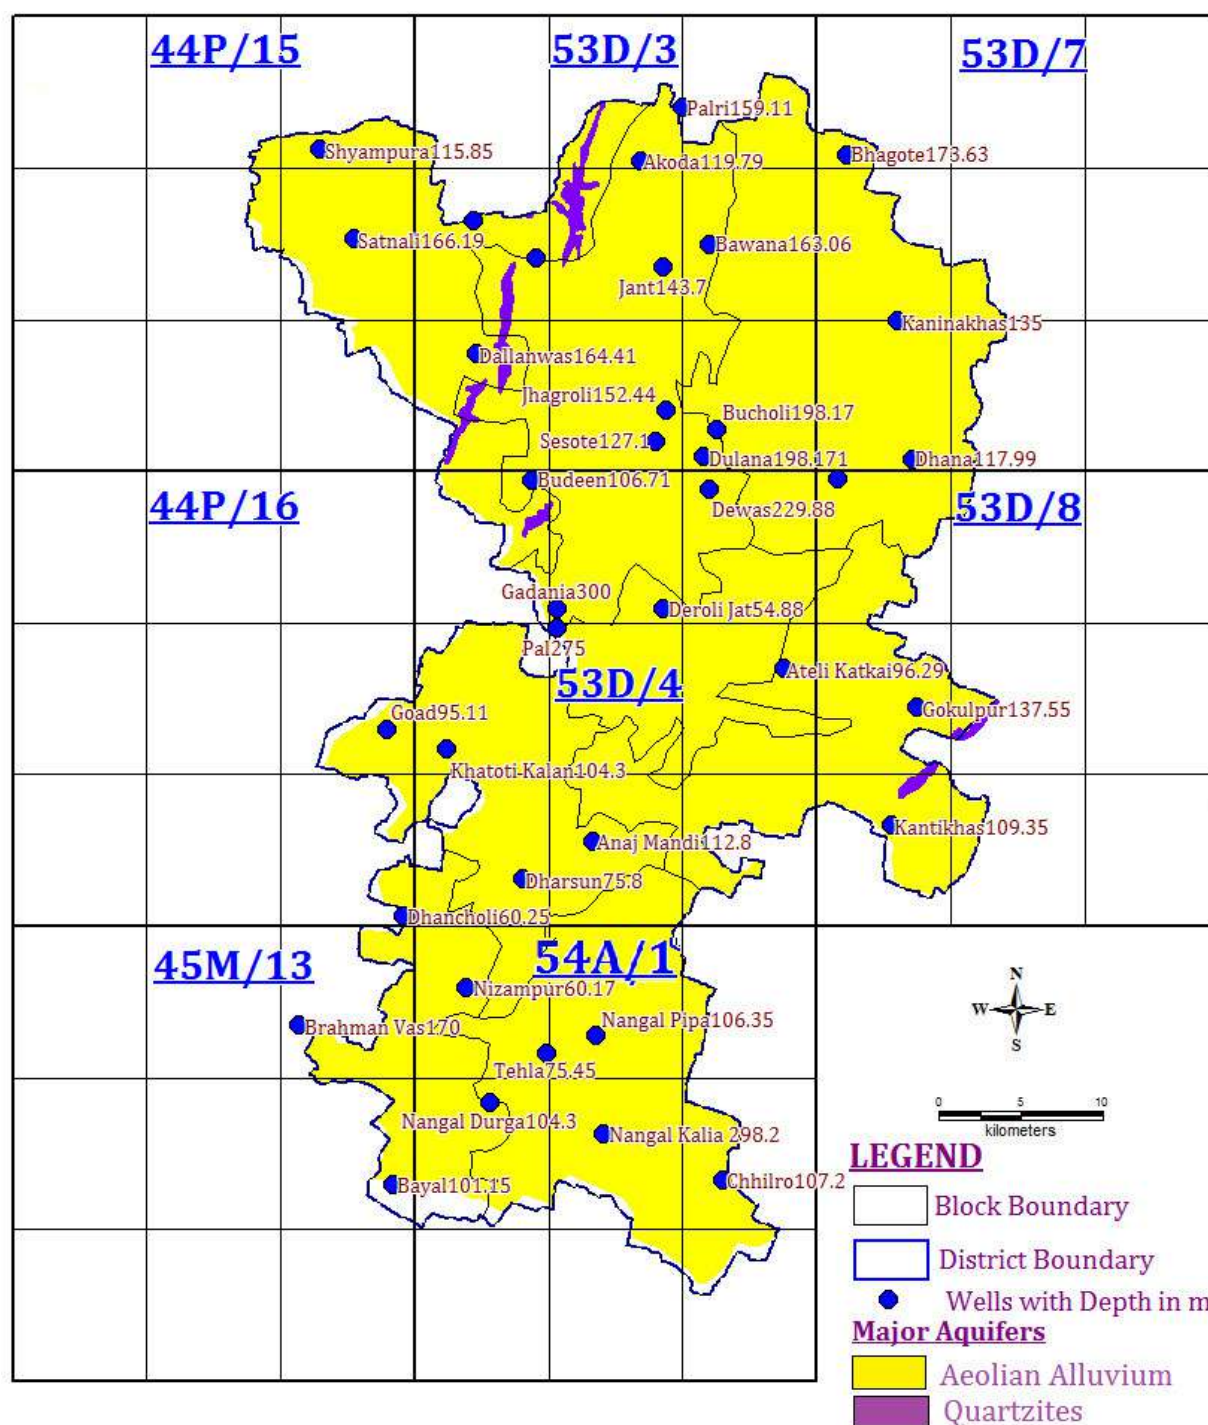 44P/15
53D/3
53D/7
Palri159.11
Shyampura115.85
Akoda119.79
Bhagote173.63
Satnali166.19
Bawana163.06
Jant143.7
Kaninakhas135
Dallanwas164.41
Jhagroli152.44
Bucholi198.17
Sesote127.1
Dulana198.171
Dhana117.99
Budeen106.71
44P/16
Dewas229.88
53D/8
Gadania300
Deroli Jat54.88
Pal275
Ateli Katkai96.29
53D/4
Goad95.11
Gokulpur137.55
Khatoti Kalan104.3
Kantikhas109.35
Anaj Mandi112.8
Dharsun75.8
Dhancholi60.25
45M/13
54A/1
Nizampur60.17
N
W E
S
Nangal Pipa106.35
Brahman Vas170
Tehla75.45
Nangal Durga104.3
0 5 10
kilometers
Nangal Kalia 298.2
LEGEND
Chhilro107.2
Bayal101.15
Block Boundary
District Boundary
Wells with Depth in m
Major Aquifers
Aeolian Alluvium
Quartzites